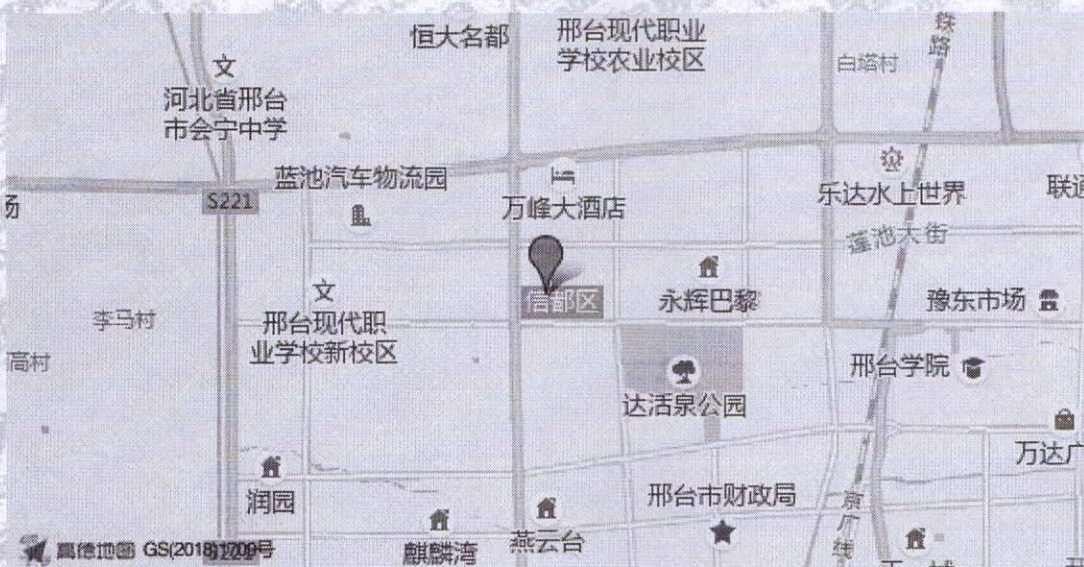 恒大名都
邢台现代职业
学校农业校区
铁路
白塔村
河北省邢台
市会宁中学
蓝池汽车物流园
S221
万峰大酒店
乐达水上世界
联通
场
莲池大街
信都区
永辉巴黎
豫东市场
李马村
邢台现代职
业学校新校区
高村
邢台学院
达活泉公园
万达广
润园
邢台市财政局
京广线
燕云台
麒麟湾
高德地图 GS(2018)1709号